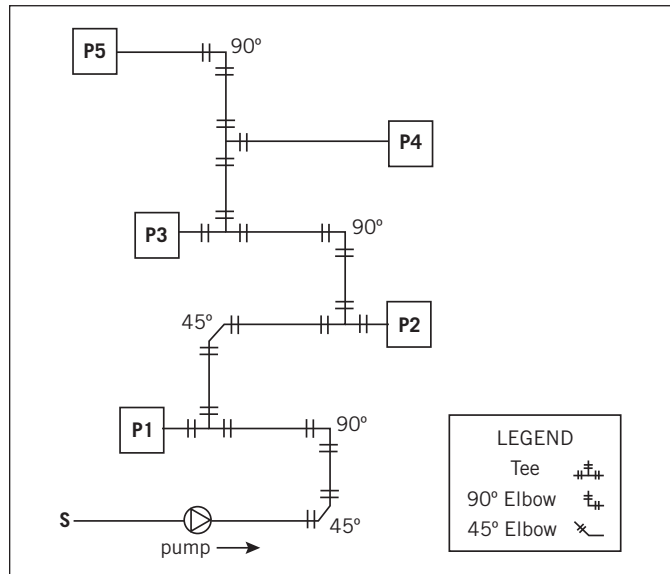 P5
90º
P4
P3
90º
45º
P2
P1
90º
S
pump
45º
LEGEND
Tee
90º Elbow
45º Elbow